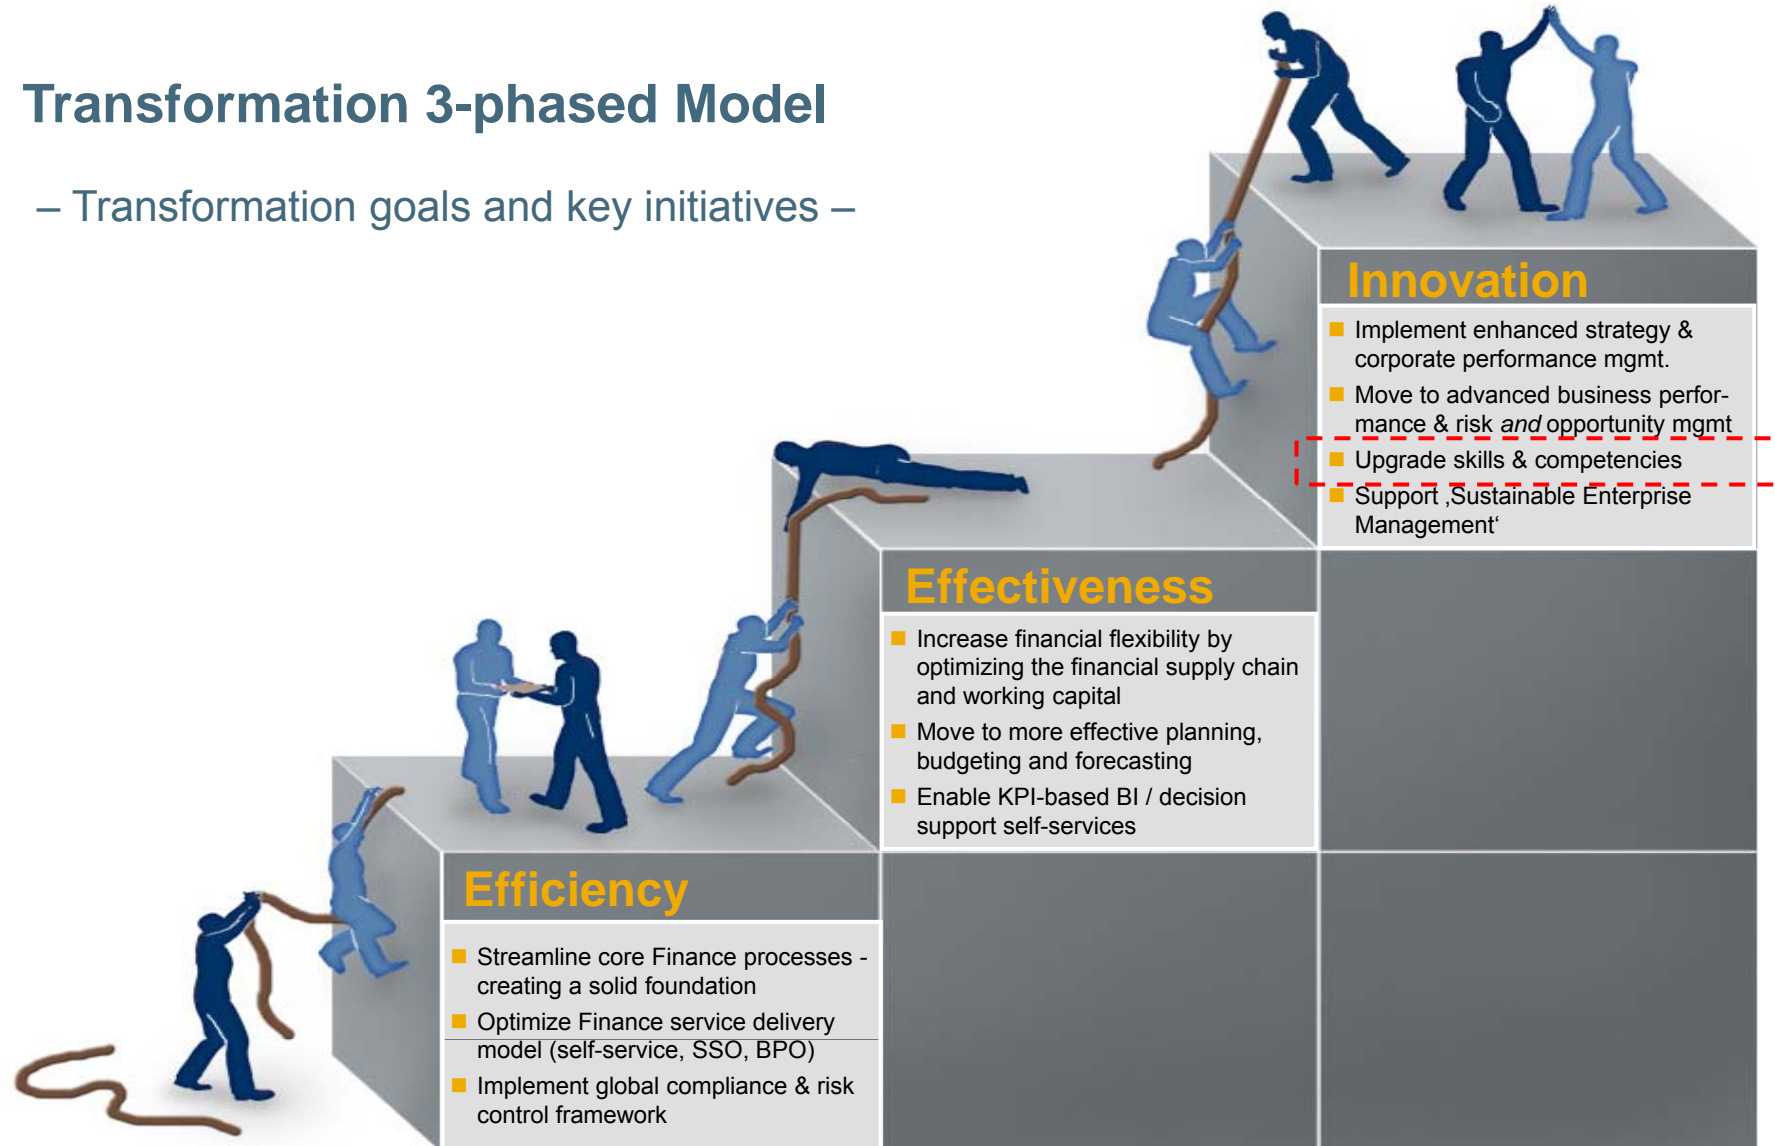 Transformation 3-phased Model
– Transformation goals and key initiatives –
Innovation
Implement enhanced strategy &
corporate performance mgmt.
Move to advanced business perfor-
mance & risk and opportunity mgmt
Upgrade skills & competencies
Support ‚Sustainable Enterprise
Management‘
Effectiveness
Increase financial flexibility by
optimizing the financial supply chain
and working capital
Move to more effective planning,
budgeting and forecasting
Enable KPI-based BI / decision
support self-services
Efficiency
Streamline core Finance processes -
creating a solid foundation
Optimize Finance service delivery
model (self-service, SSO, BPO)
Implement global compliance & risk
control framework